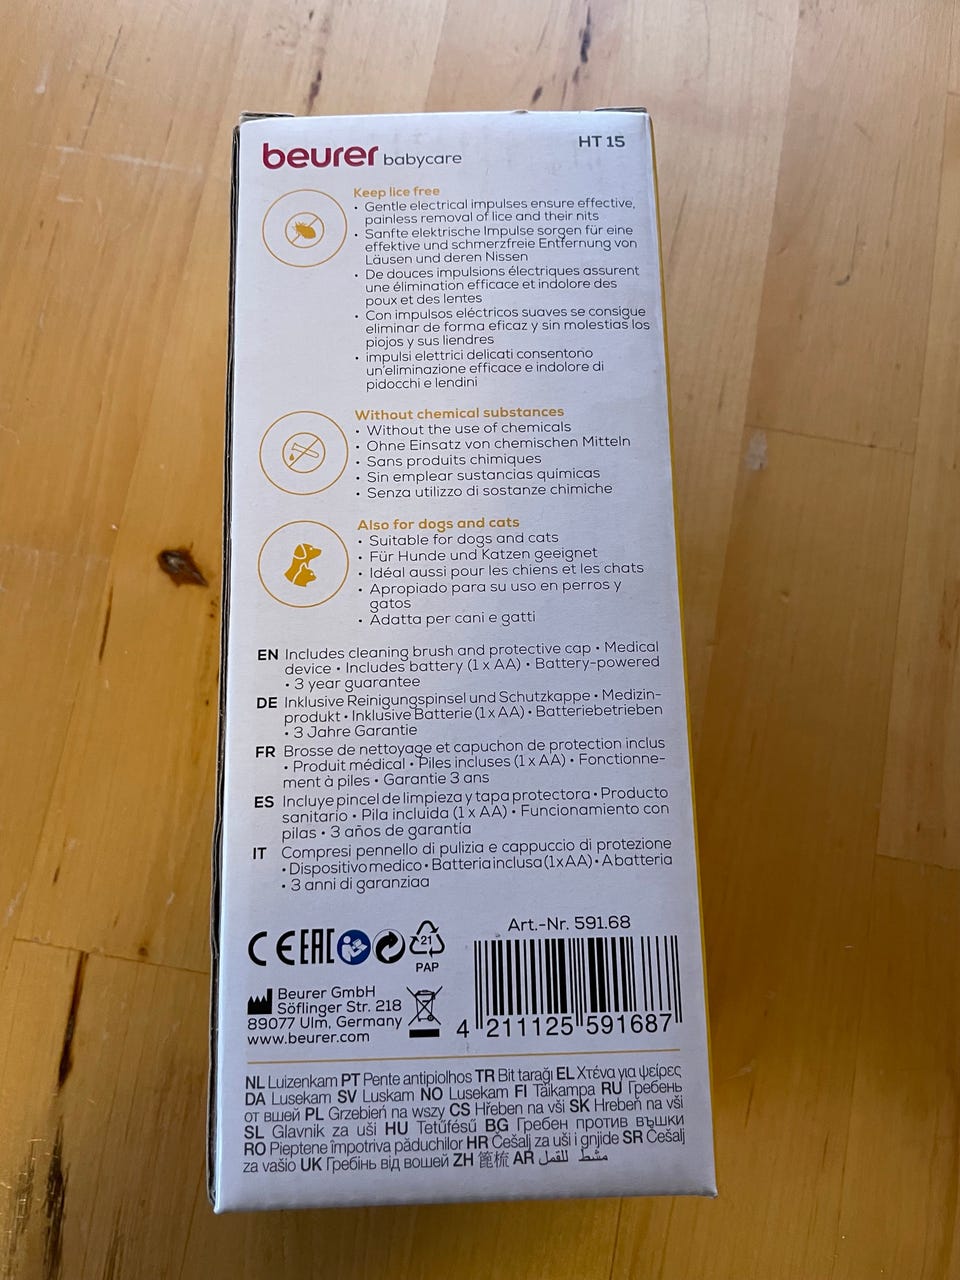 beurer babycare
HT 15
Keep lice free
• Gentle electrical impulses ensure effective,
painless removal of lice and their nits
• Sanfte elektrische Impulse sorgen für eine
effektive und schmerzfreie Entfernung von
Läusen und deren Nissen
• De douces impulsions électriques assurent
une élimination efficace et indolore des
poux et des lentes
• Con impulsos eléctricos suaves se consigue
eliminar de forma eficaz y sin molestias los
piojos y sus liendres
• impulsi elettrici delicati consentono
un'eliminazione efficace e indolore di
pidocchi e lendini
Without chemical substances
• Without the use of chemicals
• Ohne Einsatz von chemischen Mitteln
• Sans produits chimiques
• Sin emplear sustancias químicas
• Senza utilizzo di sostanze chimiche
Also for dogs and cats
• Suitable for dogs and cats
• Für Hunde und Katzen geeignet
• Idéal aussi pour les chiens et les chats
• Apropiado para su uso en perros y
gatos
• Adatta per cani e gatti
EN Includes cleaning brush and protective cap • Medical
device • Includes battery (1 x AA) • Battery-powered
• 3 year guarantee
DE Inklusive Reinigungspinsel und Schutzkappe • Medizin-
produkt • Inklusive Batterie (1 x AA) • Batteriebetrieben
• 3 Jahre Garantie
FR Brosse de nettoyage et capuchon de protection inclus
• Produit médical • Piles incluses (1 x AA) • Fonctionne-
ment à piles • Garantie 3 ans
ES Incluye pincel de limpieza y tapa protectora • Producto
sanitario • Pila incluida (1 x AA) • Funcionamiento con
pilas • 3 años de garantía
IT Compresi pennello di pulizia e cappuccio di protezione
• Dispositivo medico • Batteria inclusa (1 x AA) • A batteria
• 3 anni di garanziaa
Art.-Nr. 591.68
CE EAC 21
PAP
Beurer GmbH
Söflinger Str. 218
89077 Ulm, Germany
www.beurer.com
4 211125 591687
NL Luizenkam PT Pente antipiolhos TR Bit tarağı EL Χτένα για ψείρες
DA Lusekam SV Luskam NO Lusekam FI Täikampa RU Гребень
от вшей PL Grzebień na wszy CS Hřeben na vši SK Hrebeň na vši
SL Glavnik za uši HU Tetűfésű BG Гребен против въшки
RO Pieptene împotriva păduchilor HR Češalj za uši i gnjide SR Češalj
za vašio UK Гребінь від вошей ZH 篦梳 AR مشط للقمل